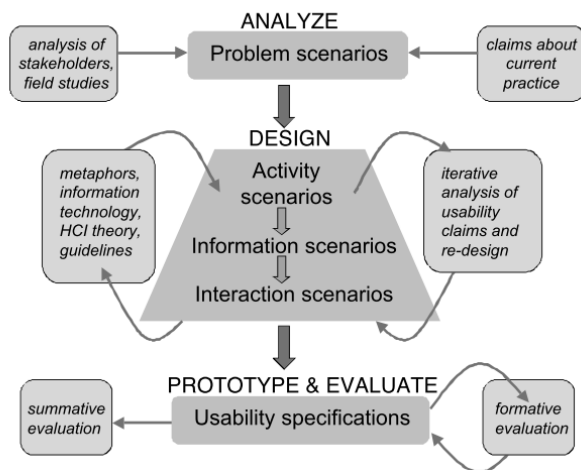 ANALYZE
analysis of
stakeholders,
field studies
Problem scenarios
claims about
current
practice
DESIGN
metaphors,
information
technology,
HCI theory,
guidelines
Activity
scenarios
Information scenarios
Interaction scenarios
iterative
analysis of
usability
claims and
re-design
PROTOTYPE & EVALUATE
summative
evaluation
Usability specifications
formative
evaluation